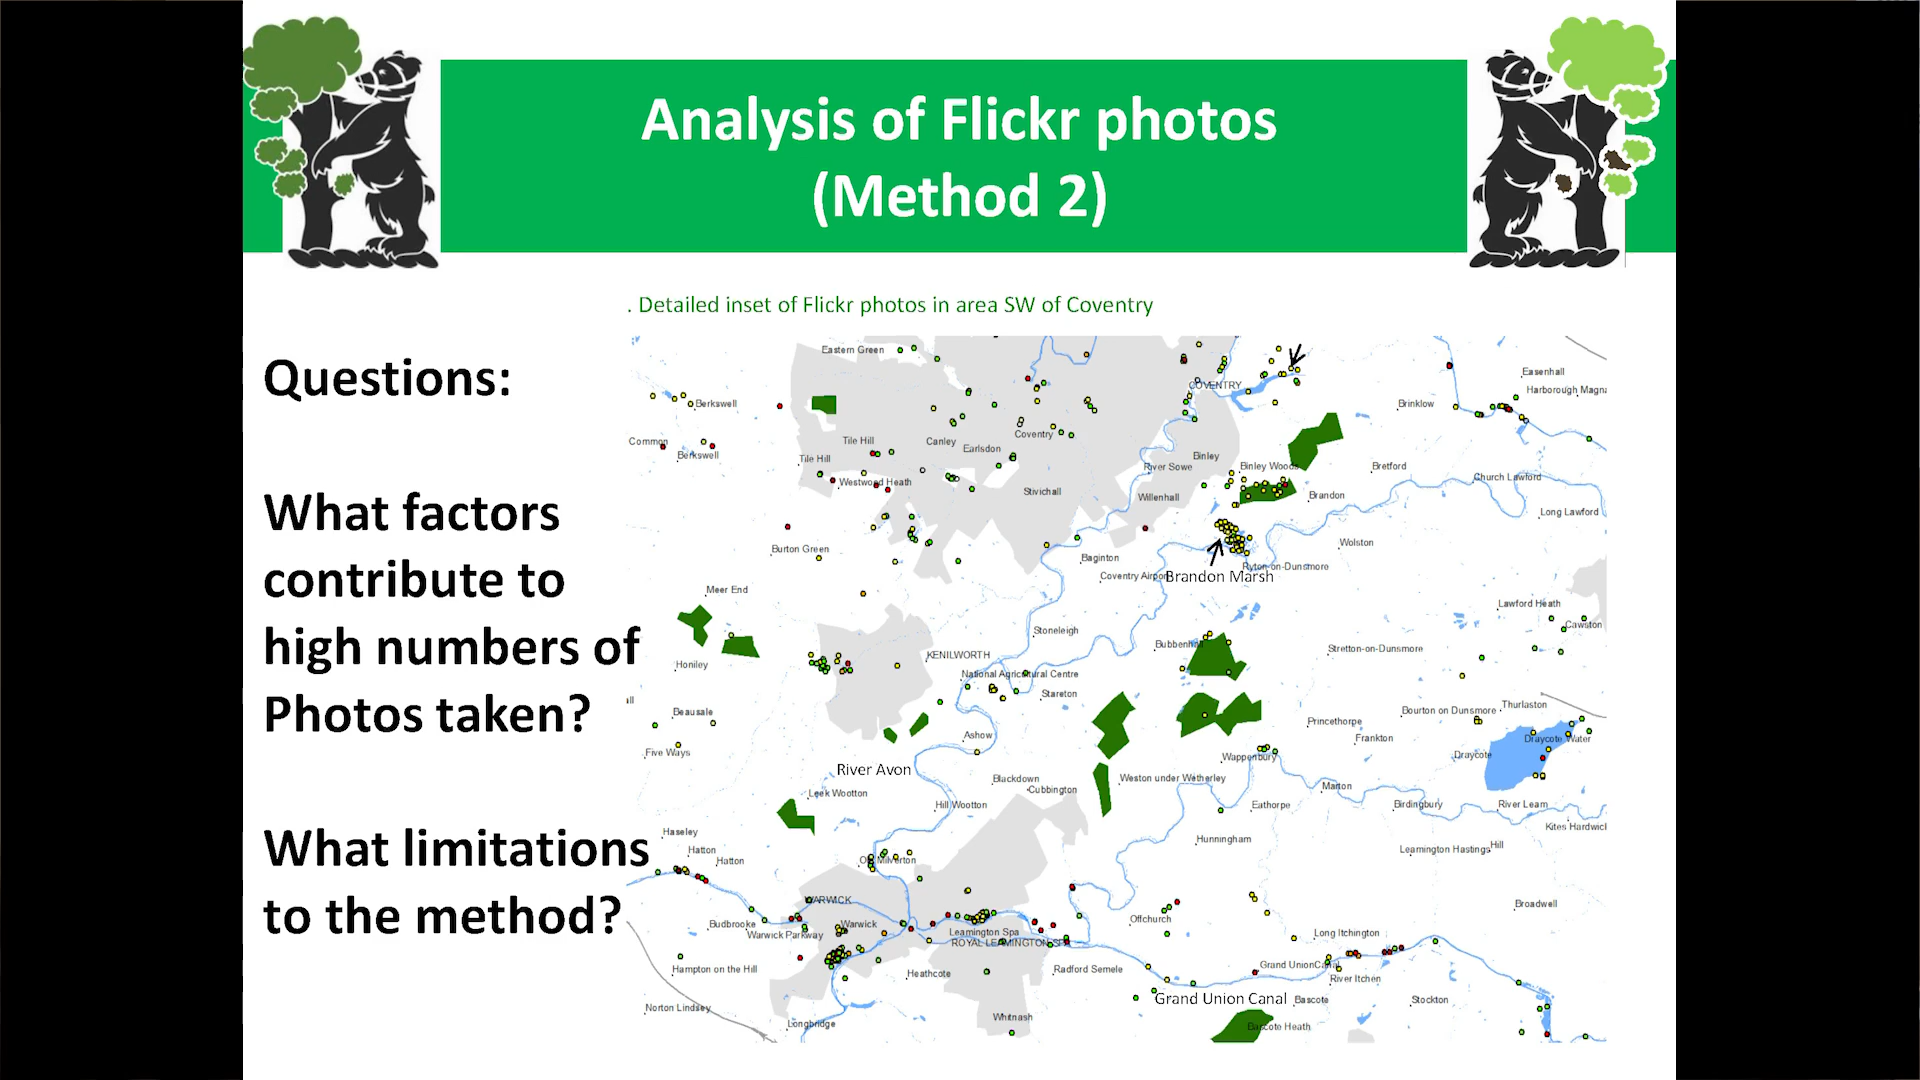 Analysis of Flickr photos
(Method 2)
. Detailed inset of Flickr photos in area SW of Coventry
Questions:
What factors
contribute to
high numbers of
Photos taken?
What limitations
to the method?
Eastern Green
Easenhall
COVENTRY
Harborough Magna
Berkswell
Brinklow
Common
Tile Hill
Canley
Coventry
Earlsdon
Berkswell
Tile Hill
Binley
River Sowe
Binley Woods
Bretford
Church Lawford
Westwood Heath
Stivichall
Willenhall
Brandon
Long Lawford
Burton Green
Wolston
Baginton
Ryton-on-Dunsmore
Coventry Airport
Brandon Marsh
Meer End
Lawford Heath
Cawston
Stoneleigh
Bubbenhall
Stretton-on-Dunsmore
KENILWORTH
Honiley
National Agricultural Centre
Stareton
all
Beausale
Bourton on Dunsmore
Thurlaston
Princethorpe
Ashow
Frankton
Draycote Water
Five Ways
Wappenbury
Draycote
River Avon
Blackdown
Weston under Wetherley
Cubbington
Marton
Leek Wootton
Hill Wootton
Eathorpe
Birdingbury
River Leam
Kites Hardwick
Haseley
Hunningham
Hatton
Leamington Hastings
Hill
Hatton
Old Milverton
WARWICK
Broadwell
Budbrooke
Warwick
Offchurch
Warwick Parkway
Leamington Spa
Long Itchington
ROYAL LEAMINGTON SPA
Hampton on the Hill
Heathcote
Radford Semele
Grand Union Canal
River Itchen
Grand Union Canal
Bascote
Stockton
Norton Lindsey
Whitnash
Longbridge
Bascote Heath